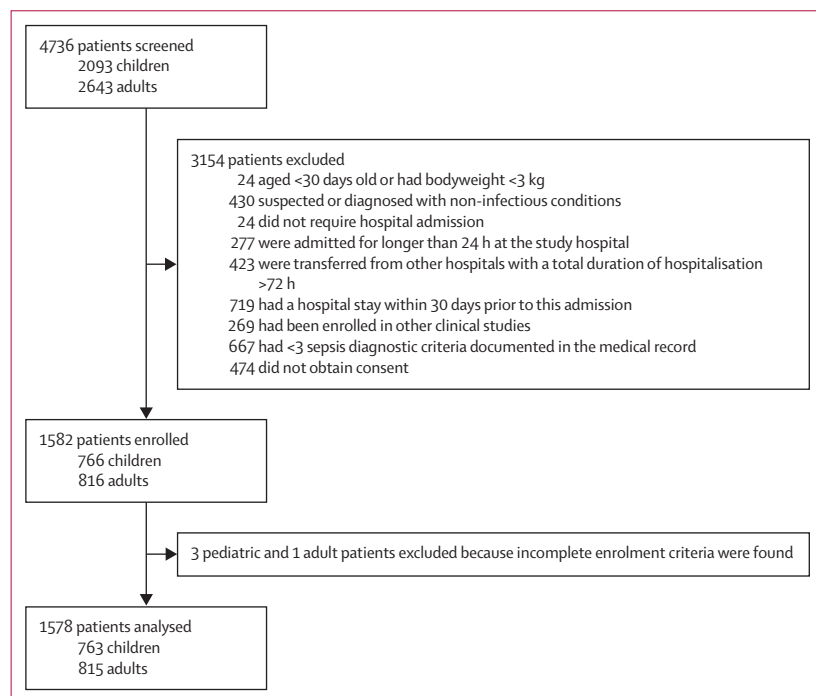 4736 patients screened
2093 children
2643 adults
3154 patients excluded
24 aged <30 days old or had bodyweight <3 kg
430 suspected or diagnosed with non-infectious conditions
24 did not require hospital admission
277 were admitted for longer than 24 h at the study hospital
423 were transferred from other hospitals with a total duration of hospitalisation
>72 h
719 had a hospital stay within 30 days prior to this admission
269 had been enrolled in other clinical studies
667 had <3 sepsis diagnostic criteria documented in the medical record
474 did not obtain consent
1582 patients enrolled
766 children
816 adults
3 pediatric and 1 adult patients excluded because incomplete enrolment criteria were found
1578 patients analysed
763 children
815 adults